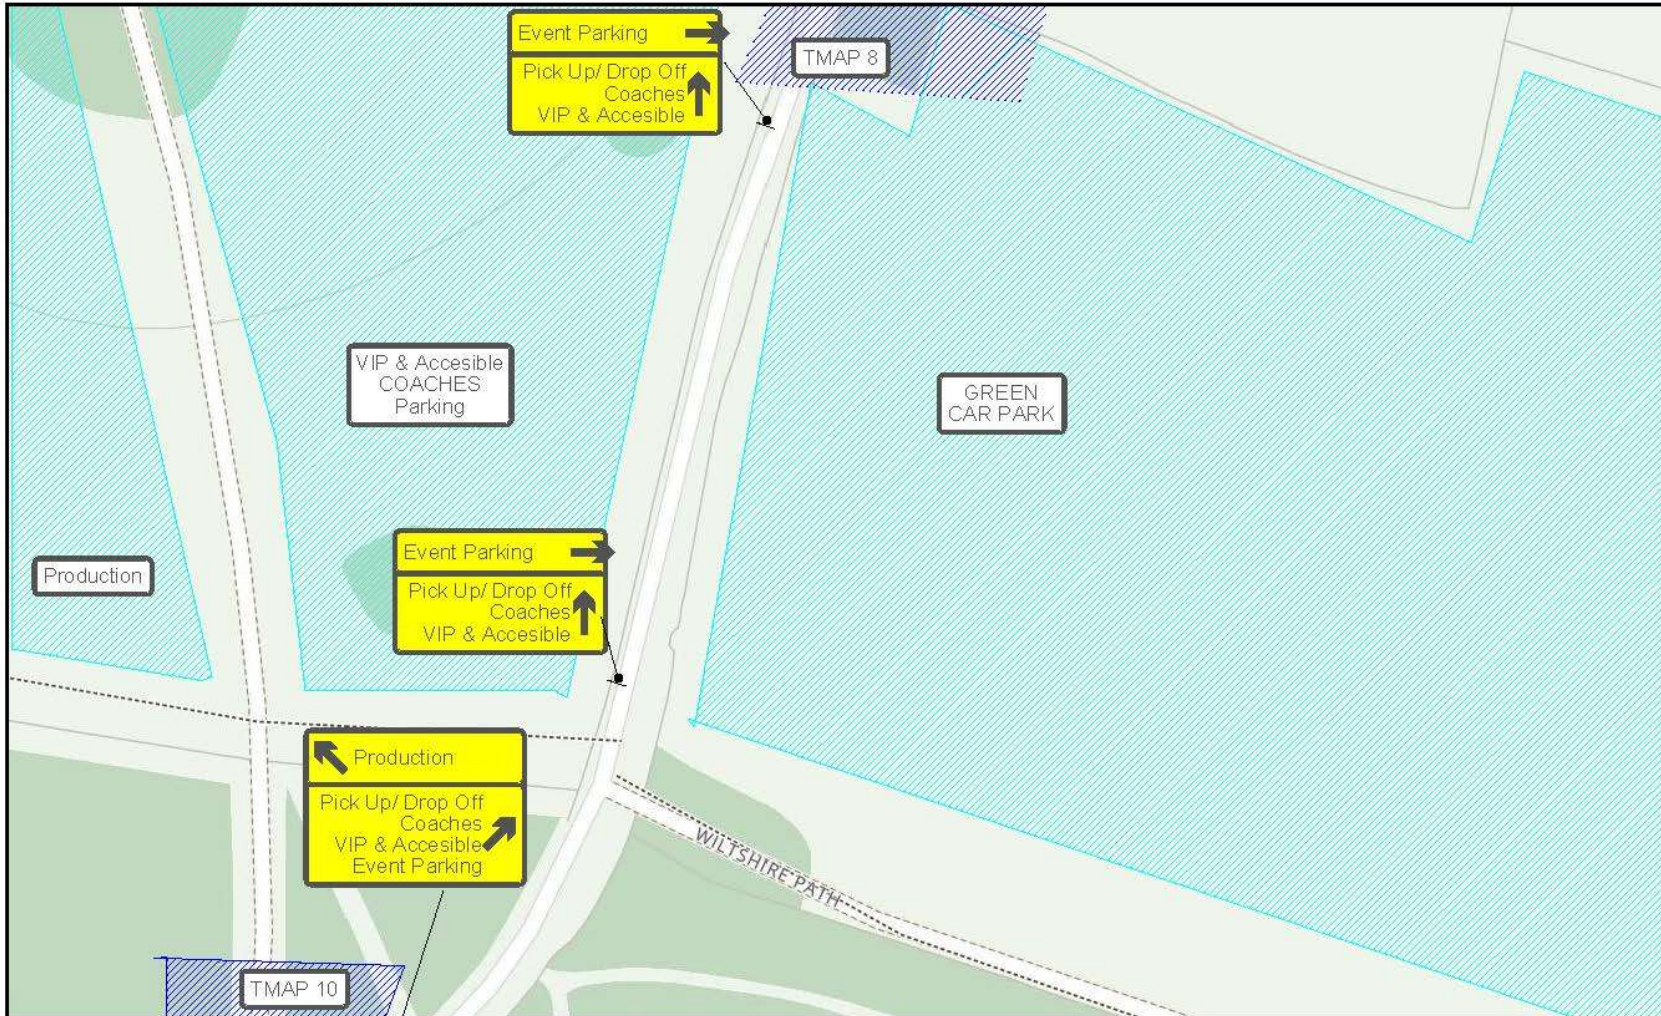 Event Parking
Pick Up/ Drop Off
Coaches
VIP & Accesible
TMAP 8
VIP & Accesible
COACHES
Parking
GREEN
CAR PARK
Event Parking
Pick Up/ Drop Off
Coaches
VIP & Accesible
Production
Production
Pick Up/ Drop Off
Coaches
VIP & Accesible
Event Parking
WILTSHIRE PATH
TMAP 10